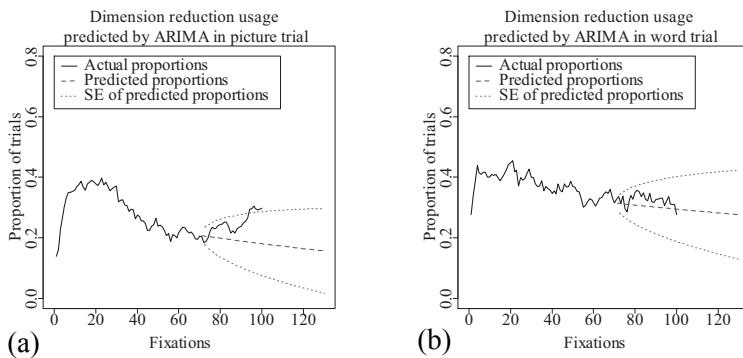 Dimension reduction usage
predicted by ARIMA in picture trial
Actual proportions
Predicted proportions
SE of predicted proportions
Proportion of trials
0.0
0.2
0.4
0.6
0.8
0 20 40 60 80 100 120
Fixations
(a)
Dimension reduction usage
predicted by ARIMA in word trial
Actual proportions
Predicted proportions
SE of predicted proportions
Proportion of trials
0.0
0.2
0.4
0.6
0.8
0 20 40 60 80 100 120
Fixations
(b)